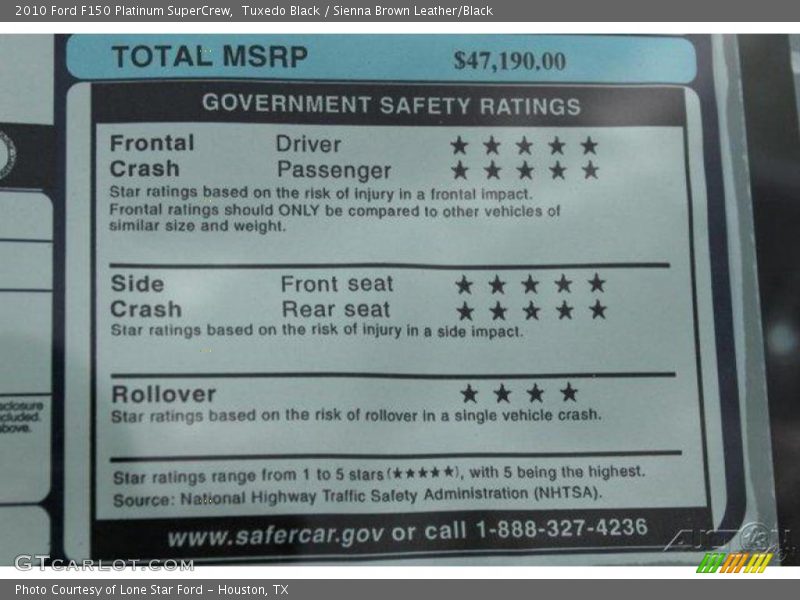 2010 Ford F150 Platinum SuperCrew, Tuxedo Black / Sienna Brown Leather/Black
TOTAL MSRP $47,190.00
GOVERNMENT SAFETY RATINGS
Frontal Driver ★★★★★
Crash Passenger ★★★★★
Star ratings based on the risk of injury in a frontal impact.
Frontal ratings should ONLY be compared to other vehicles of
similar size and weight.
Side Front seat ★★★★★
Crash Rear seat ★★★★★
Star ratings based on the risk of injury in a side impact.
Rollover ★★★★
Star ratings based on the risk of rollover in a single vehicle crash.
Star ratings range from 1 to 5 stars (★★★★★), with 5 being the highest.
Source: National Highway Traffic Safety Administration (NHTSA).
www.safercar.gov or call 1-888-327-4236
GTCARLOT.COM
Photo Courtesy of Lone Star Ford - Houston, TX